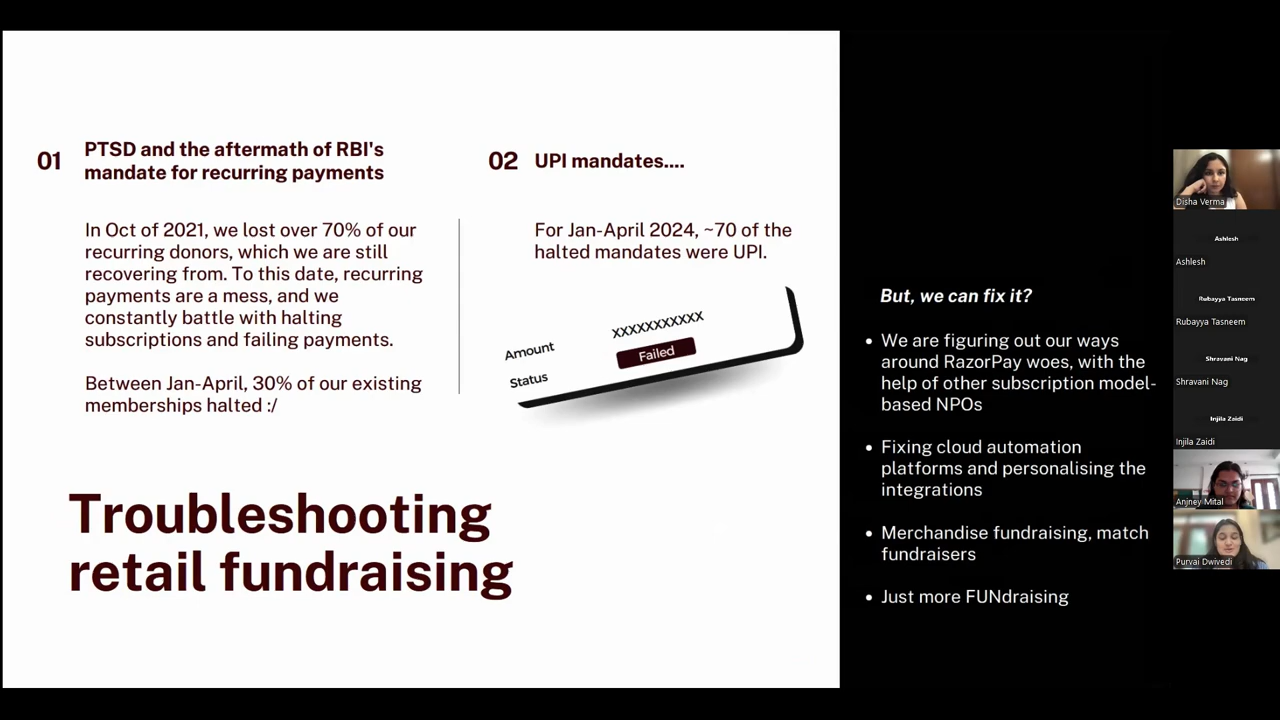 01
PTSD and the aftermath of RBI's
mandate for recurring payments
In Oct of 2021, we lost over 70% of our
recurring donors, which we are still
recovering from. To this date, recurring
payments are a mess, and we
constantly battle with halting
subscriptions and failing payments.
Between Jan-April, 30% of our existing
memberships halted :/
02
UPI mandates....
For Jan-April 2024, ~70 of the
halted mandates were UPI.
Amount
XXXXXXXXXXX
Status
Failed
Troubleshooting
retail fundraising
But, we can fix it?
• We are figuring out our ways
around RazorPay woes, with the
help of other subscription model-
based NPOs
• Fixing cloud automation
platforms and personalising the
integrations
• Merchandise fundraising, match
fundraisers
• Just more FUNdraising
Disha Verma
Ashlesh
Ashlesh
Rubayya Tasneem
Rubayya Tasneem
Shravani Nag
Shravani Nag
Injila Zaidi
Injila Zaidi
Anjney Mital
Purvai Dwivedi